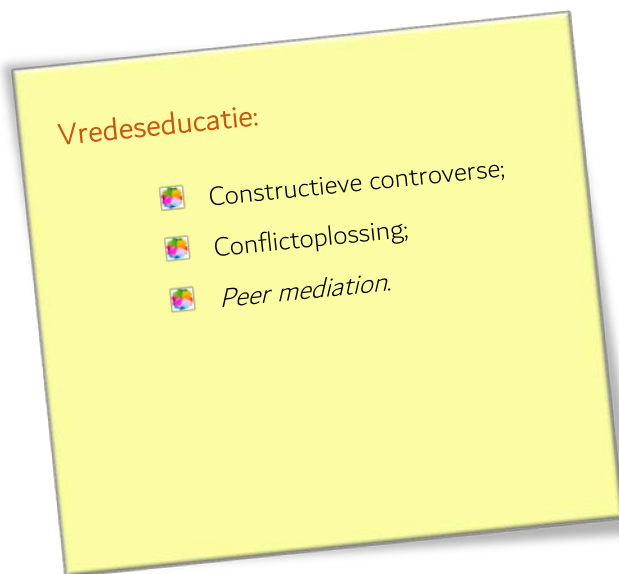 Vredeseducatie:
Constructieve controverse;
Conflictoplossing;
Peer mediation.